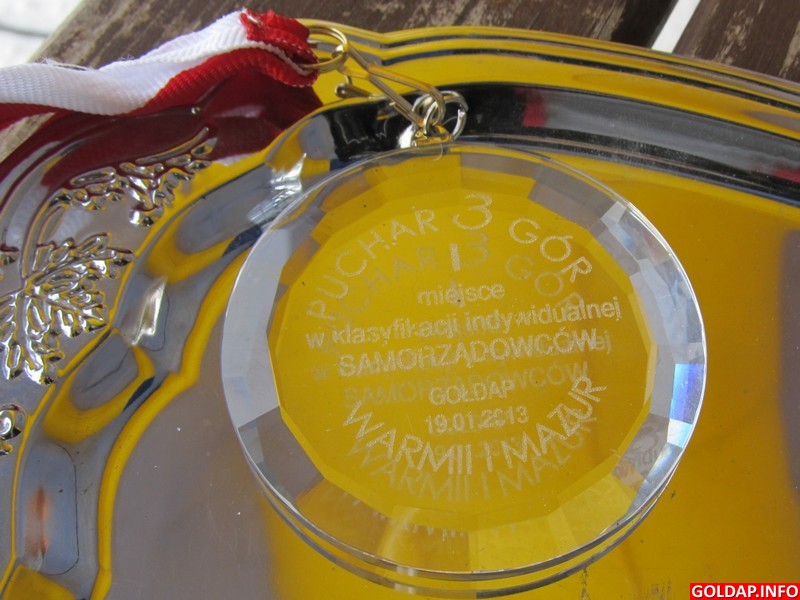 PUCHAR 3 GÓR
I
miejsce
w klasyfikacji indywidualnej
SAMORZĄDOWCÓW
GOŁDAP
19.01.2013
WARMII I MAZUR
GOLDAP.INFO